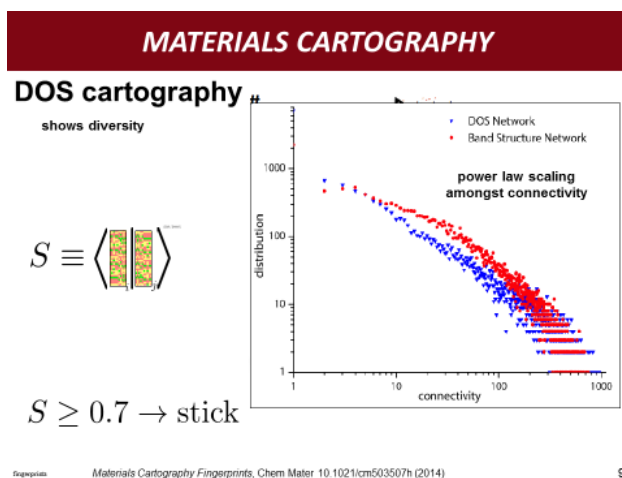 MATERIALS CARTOGRAPHY
DOS cartography #
shows diversity
S ≡ ⟨ | ⟩
S ≥ 0.7 → stick
DOS Network
Band Structure Network
power law scaling
amongst connectivity
distribution
1000
100
10
1
1 10 100 1000
connectivity
fingerprints Materials Cartography Fingerprints, Chem Mater 10.1021/cm503507h (2014) 9